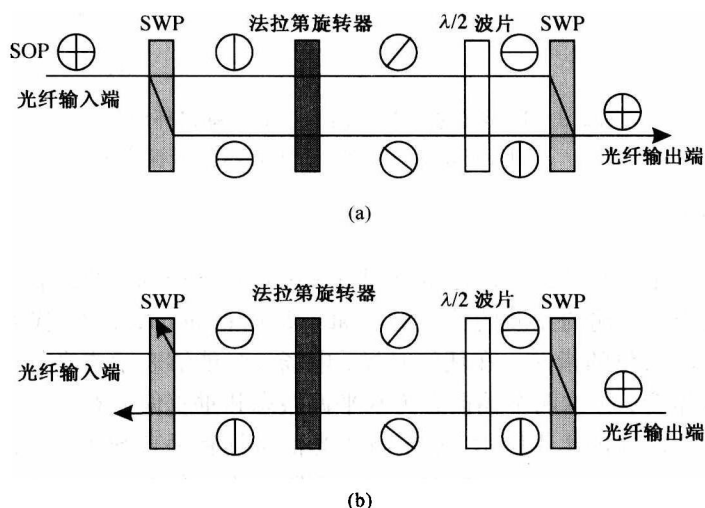 SWP 法拉第旋转器 λ/2 波片 SWP
SOP
光纤输入端
光纤输出端
(a)
SWP 法拉第旋转器 λ/2 波片 SWP
光纤输入端
光纤输出端
(b)